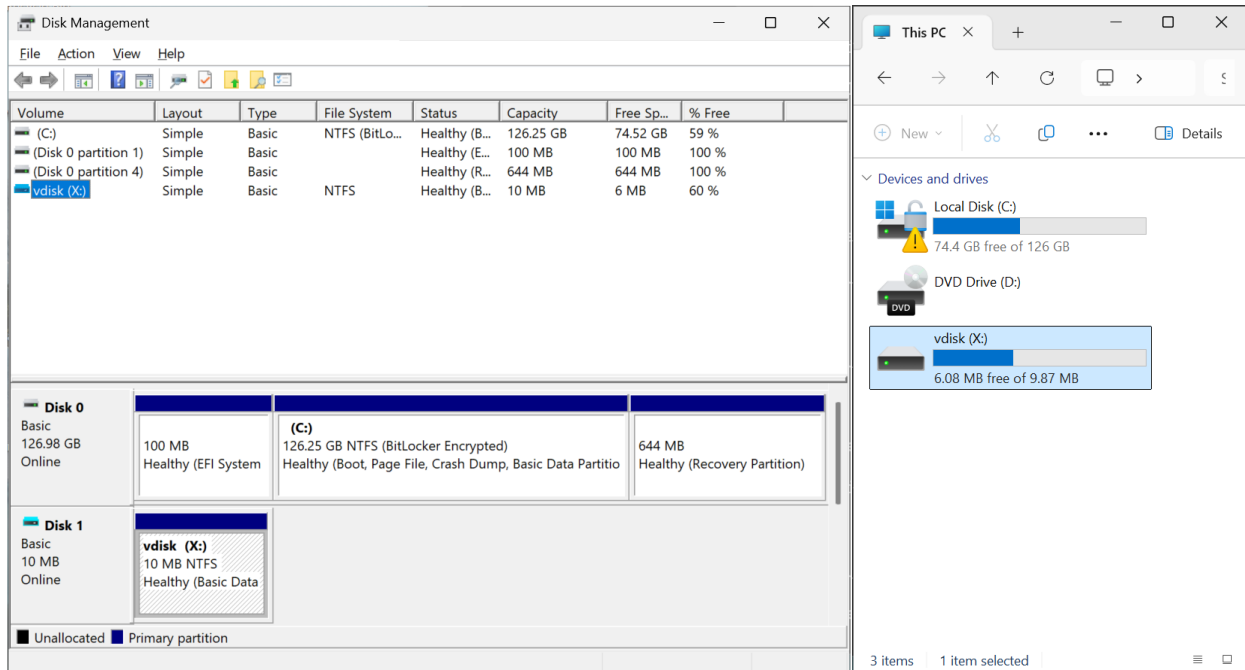 Disk Management
File Action View Help
Volume Layout Type File System Status Capacity Free Sp... % Free
(C:) Simple Basic NTFS (BitLo... Healthy (B... 126.25 GB 74.52 GB 59 %
(Disk 0 partition 1) Simple Basic Healthy (E... 100 MB 100 MB 100 %
(Disk 0 partition 4) Simple Basic Healthy (R... 644 MB 644 MB 100 %
vdisk (X:) Simple Basic NTFS Healthy (B... 10 MB 6 MB 60 %
Disk 0
Basic
126.98 GB
Online
100 MB
Healthy (EFI System
(C:)
126.25 GB NTFS (BitLocker Encrypted)
Healthy (Boot, Page File, Crash Dump, Basic Data Partitio
644 MB
Healthy (Recovery Partition)
Disk 1
Basic
10 MB
Online
vdisk (X:)
10 MB NTFS
Healthy (Basic Data
Unallocated Primary partition
This PC
New
Details
Devices and drives
Local Disk (C:)
74.4 GB free of 126 GB
DVD Drive (D:)
DVD
vdisk (X:)
6.08 MB free of 9.87 MB
3 items 1 item selected